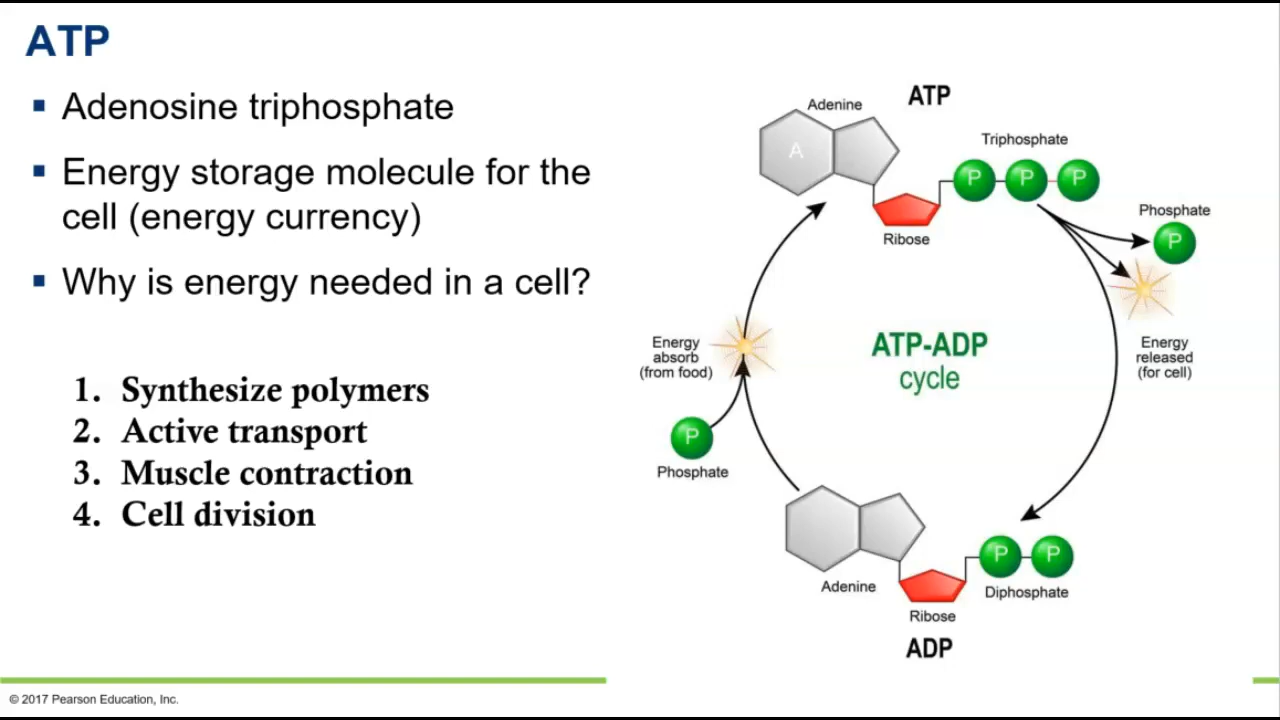 ATP
▪ Adenosine triphosphate
▪ Energy storage molecule for the
cell (energy currency)
▪ Why is energy needed in a cell?
1. Synthesize polymers
2. Active transport
3. Muscle contraction
4. Cell division
ATP
Adenine
A
Triphosphate
P P P
Ribose
Phosphate
P
Energy
released
(for cell)
ATP-ADP
cycle
Energy
absorb
(from food)
P
Phosphate
P P
Adenine
Diphosphate
Ribose
ADP
© 2017 Pearson Education, Inc.